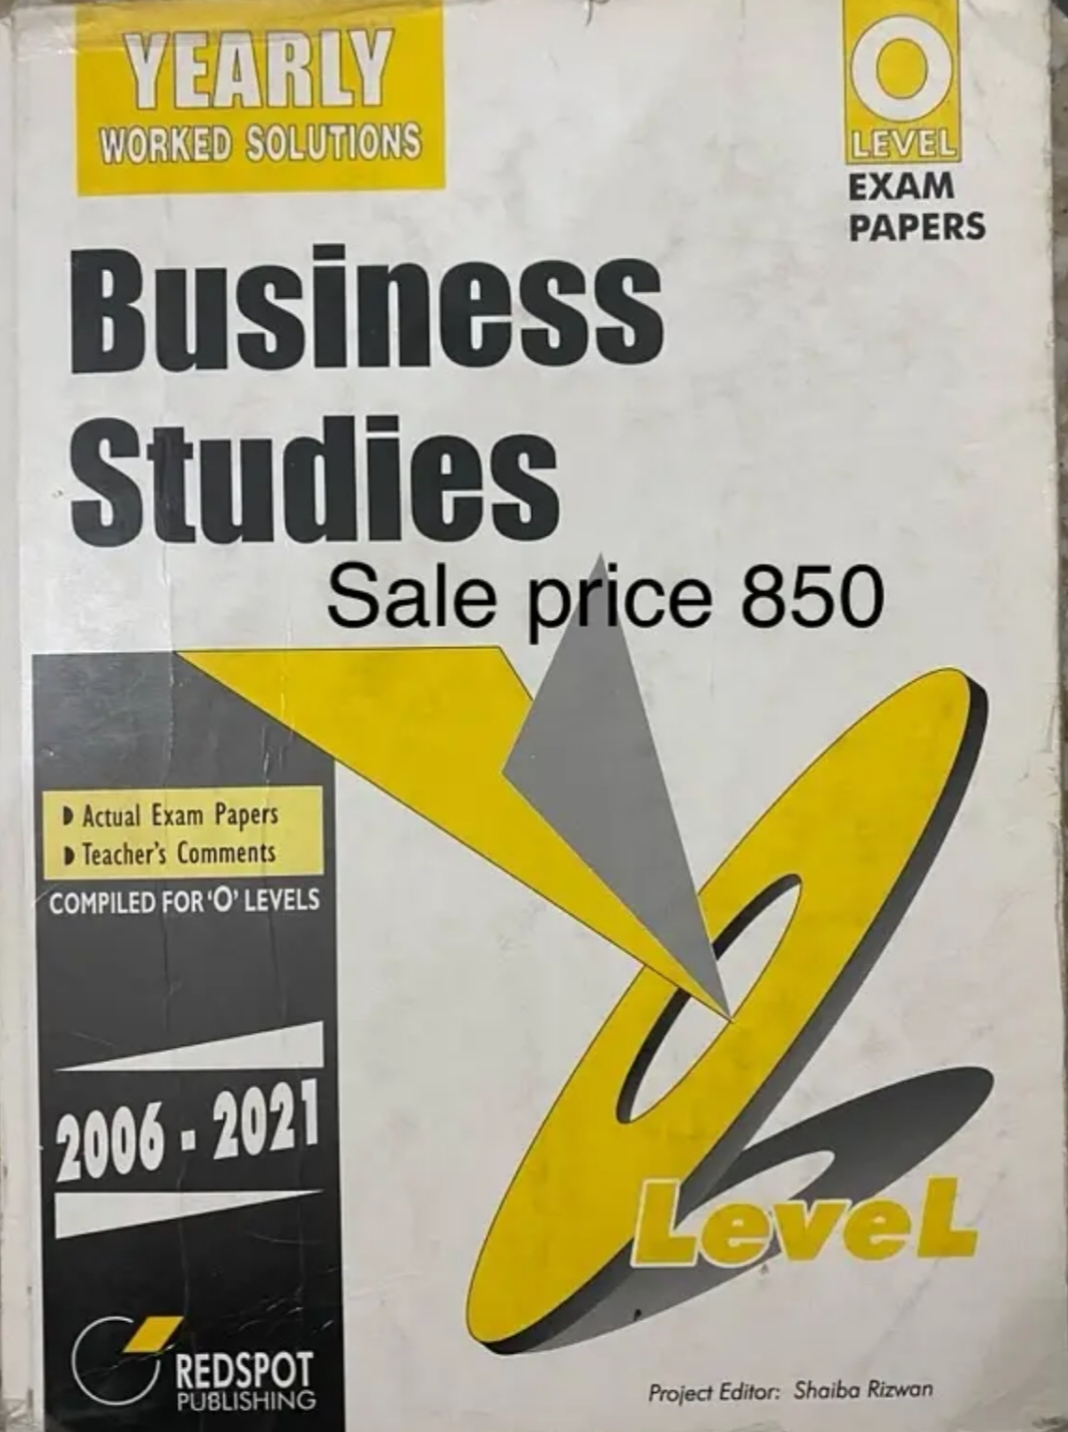 YEARLY
WORKED SOLUTIONS
O
LEVEL
EXAM
PAPERS
Business
Studies
Sale price 850
Actual Exam Papers
Teacher's Comments
COMPILED FOR 'O' LEVELS
2006 - 2021
LeveL
REDSPOT
PUBLISHING
Project Editor: Shaiba Rizwan